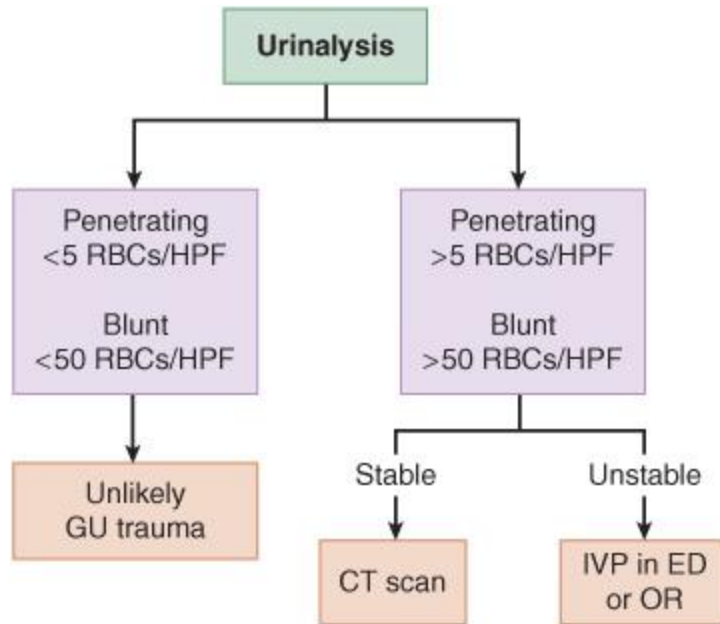 Urinalysis
Penetrating
<5 RBCs/HPF
Blunt
<50 RBCs/HPF
Penetrating
>5 RBCs/HPF
Blunt
>50 RBCs/HPF
Unlikely
GU trauma
Stable
Unstable
CT scan
IVP in ED
or OR